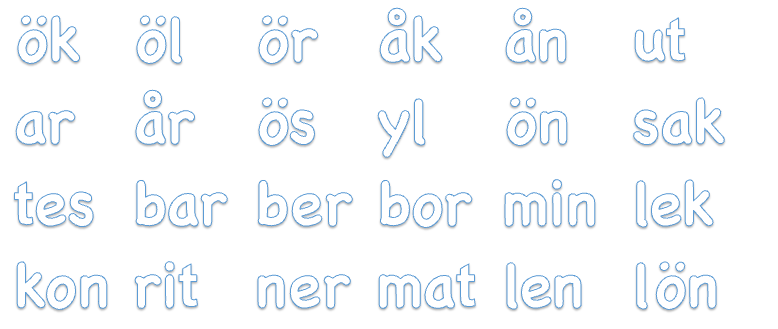 ök öl ör åk ån ut
ar år ös yl ön sak
tes bar ber bor min lek
kon rit ner mat len lön